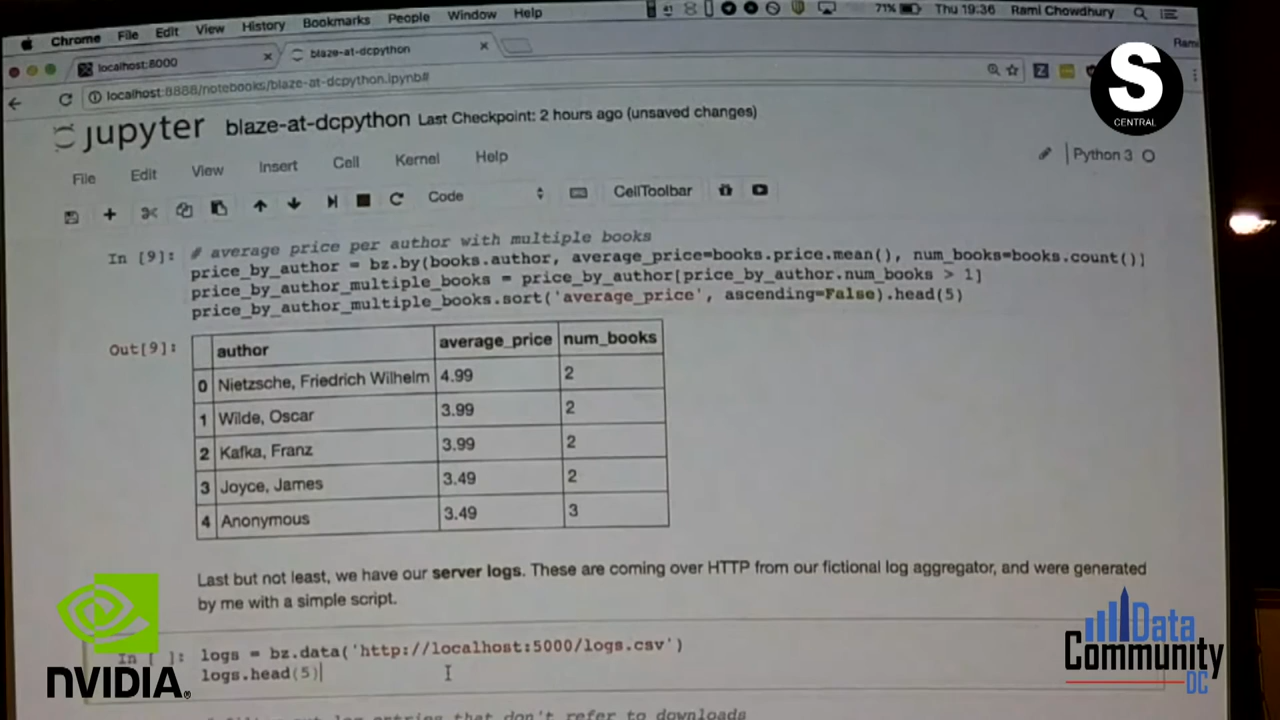 Chrome File Edit View History Bookmarks People Window Help 71% Thu 19:36 Rami Chowdhury
localhost:8000 blaze-at-dcpython Rami
localhost:8888/notebooks/blaze-at-dcpython.ipynb#
S
CENTRAL
jupyter blaze-at-dcpython Last Checkpoint: 2 hours ago (unsaved changes)
File Edit View Insert Cell Kernel Help Python 3
Code CellToolbar
In [9]: # average price per author with multiple books
price_by_author = bz.by(books.author, average_price=books.price.mean(), num_books=books.count())
price_by_author_multiple_books = price_by_author[price_by_author.num_books > 1]
price_by_author_multiple_books.sort('average_price', ascending=False).head(5)
Out[9]:
author average_price num_books
0 Nietzsche, Friedrich Wilhelm 4.99 2
1 Wilde, Oscar 3.99 2
2 Kafka, Franz 3.99 2
3 Joyce, James 3.49 2
4 Anonymous 3.49 3
Last but not least, we have our server logs. These are coming over HTTP from our fictional log aggregator, and were generated
by me with a simple script.
In [ ]: logs = bz.data('http://localhost:5000/logs.csv')
logs.head(5)
entries that don't refer to downloads
NVIDIA.
Data
Community
DC